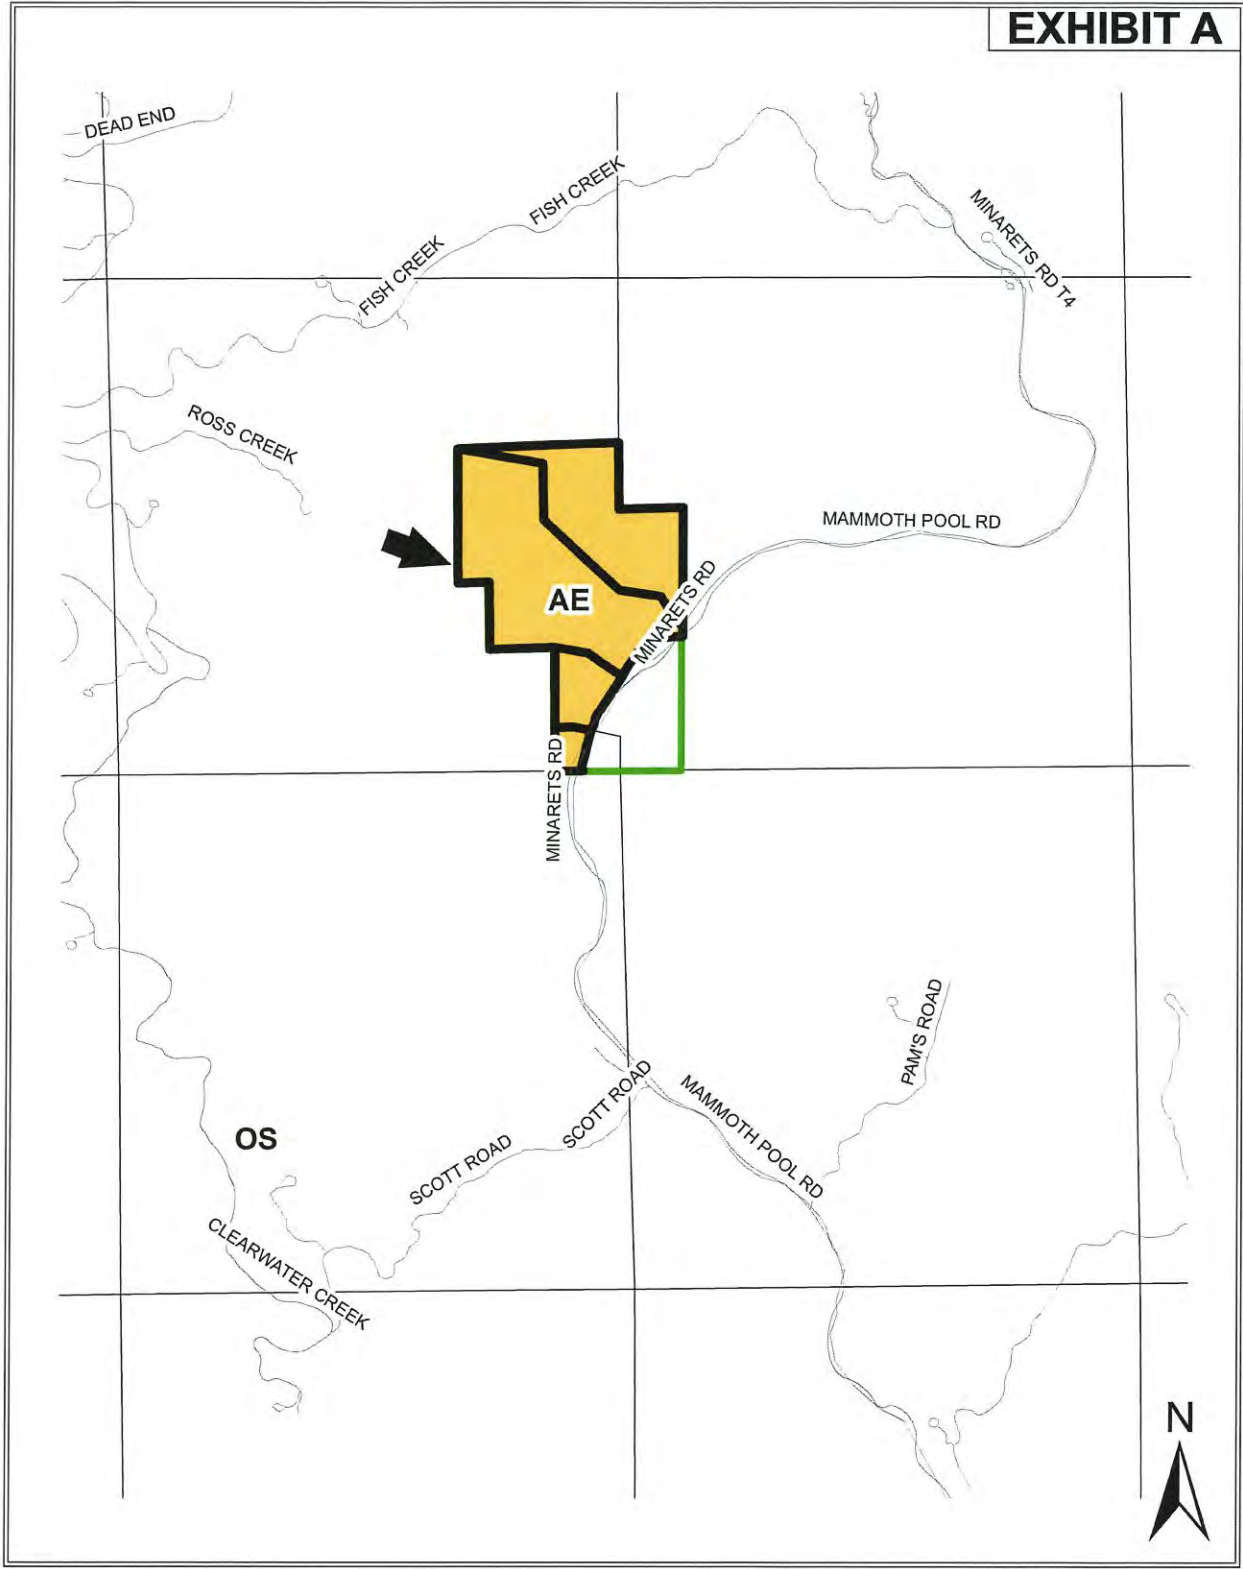 EXHIBIT A
DEAD END
FISH CREEK
FISH CREEK
MINARETS RD T4
ROSS CREEK
MAMMOTH POOL RD
MINARETS RD
AE
MINARETS RD
PAM'S ROAD
SCOTT ROAD
MAMMOTH POOL RD
OS
SCOTT ROAD
CLEARWATER CREEK
N